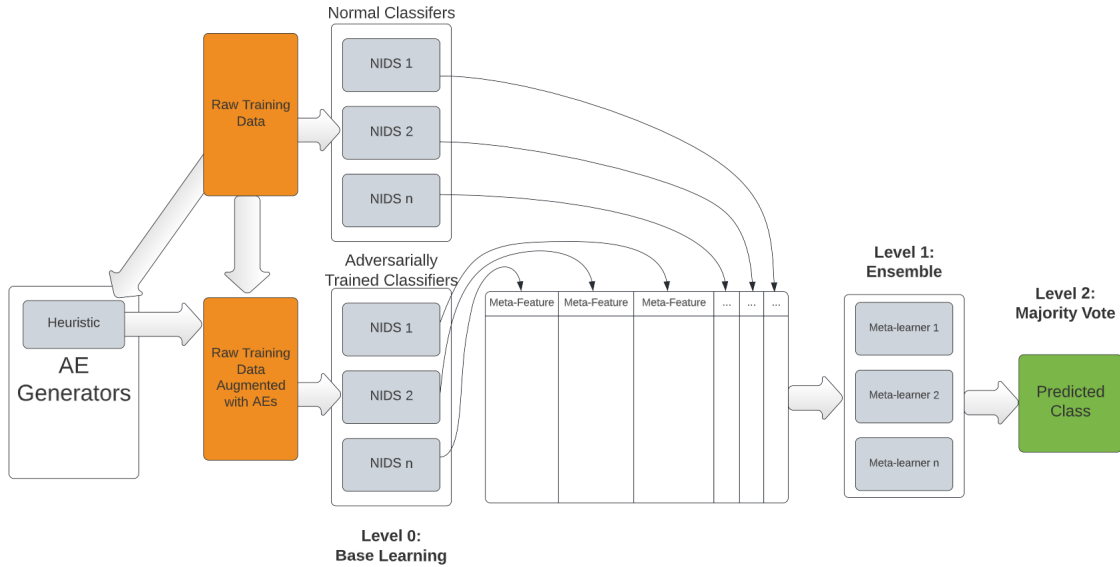 Normal Classifers
NIDS 1
NIDS 2
NIDS n
Raw Training
Data
Adversarially
Trained Classifiers
NIDS 1
NIDS 2
NIDS n
Heuristic
AE
Generators
Raw Training
Data
Augmented
with AEs
Level 0:
Base Learning
Meta-Feature Meta-Feature Meta-Feature ... ... ...
Level 1:
Ensemble
Meta-learner 1
Meta-learner 2
Meta-learner n
Level 2:
Majority Vote
Predicted
Class